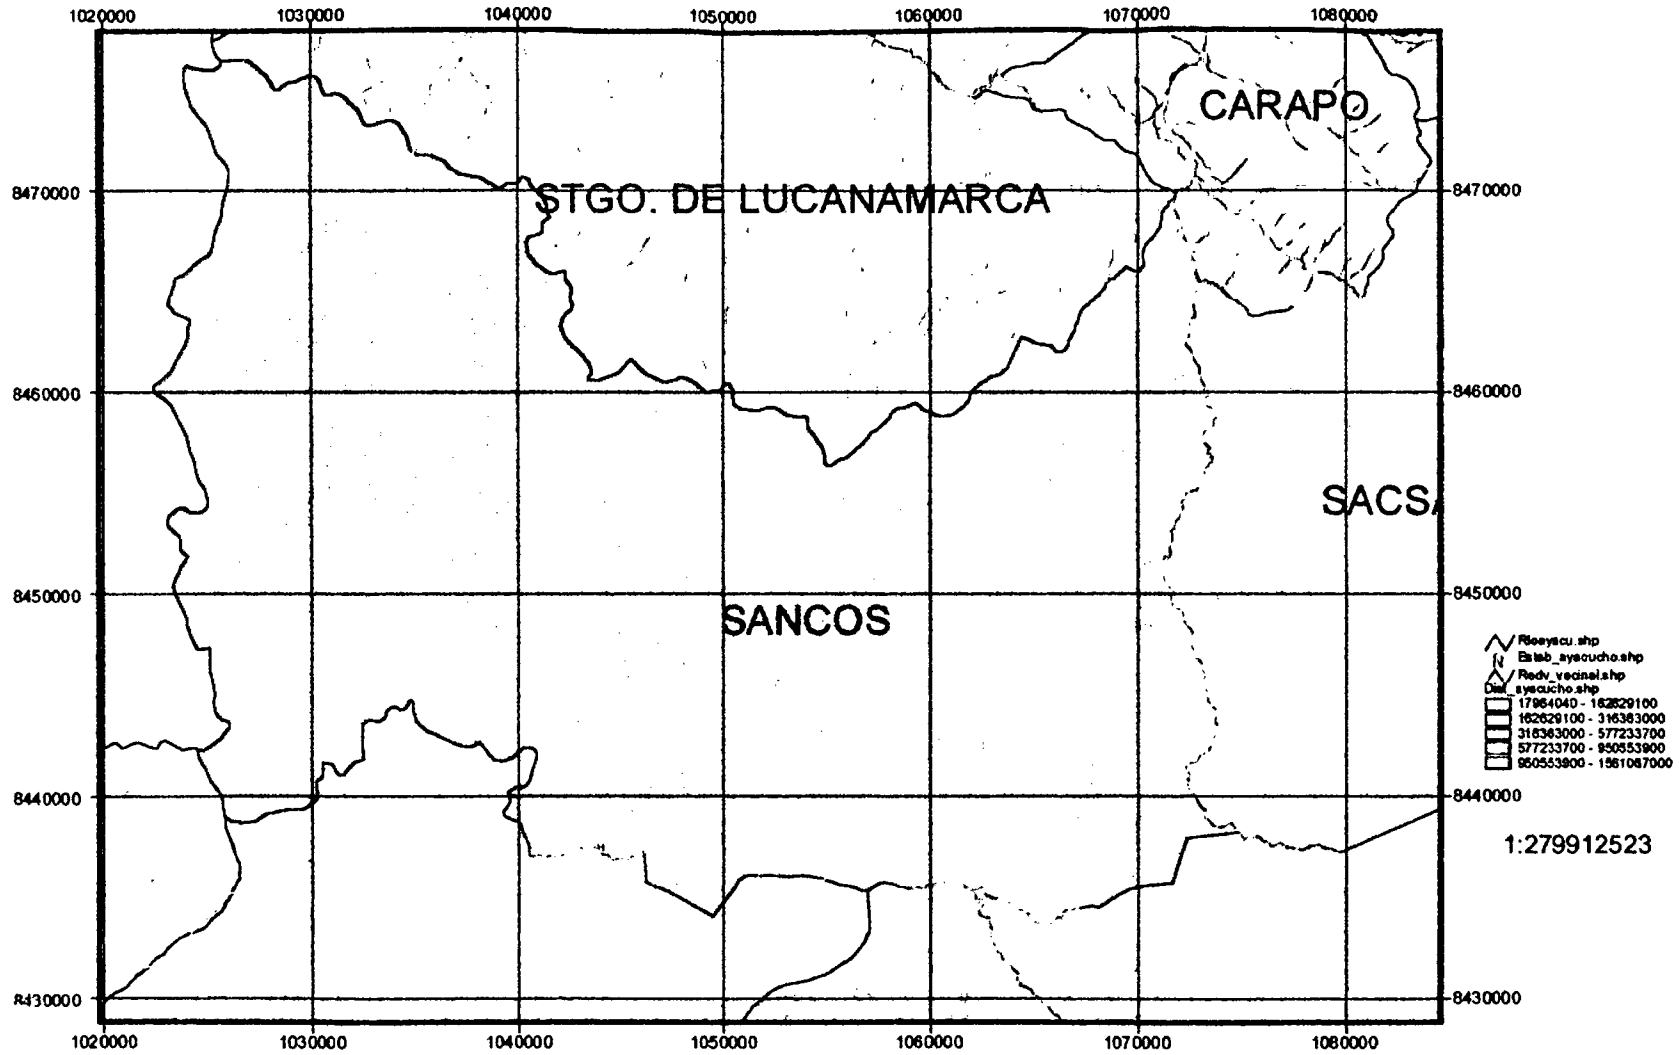 1020000 1030000 1040000 1050000 1060000 1070000 1080000
CARAPO
8470000 8470000
STGO. DE LUCANAMARCA
8460000 8460000
SACSA
8450000 8450000
SANCOS
Rioayacu.shp
Estab_ayacucho.shp
Redv_vecinal.shp
Dist_ayacucho.shp
17964040 - 162629100
162629100 - 316363000
316363000 - 577233700
577233700 - 950553900
950553900 - 1561067000
8440000 8440000
1:279912523
8430000 8430000
1020000 1030000 1040000 1050000 1060000 1070000 1080000